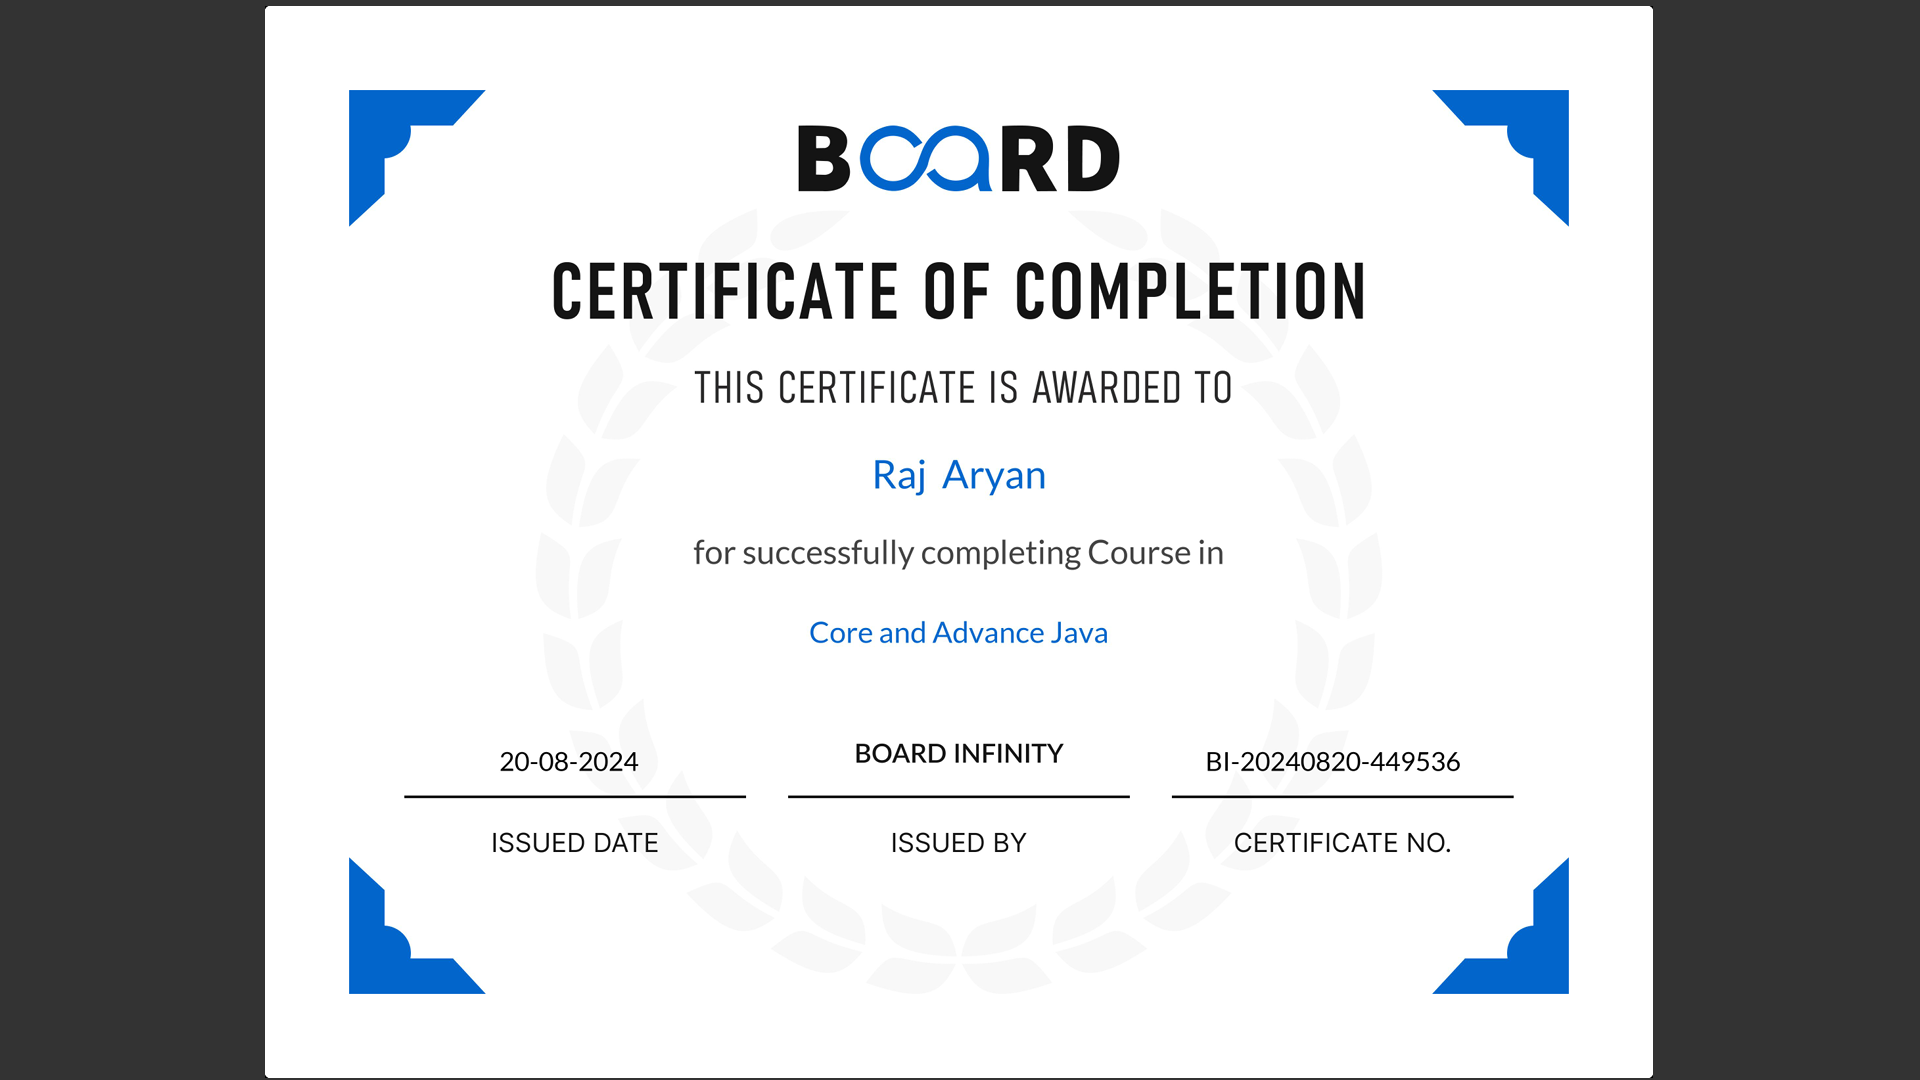 BOARD
CERTIFICATE OF COMPLETION
THIS CERTIFICATE IS AWARDED TO
Raj Aryan
for successfully completing Course in
Core and Advance Java
20-08-2024
BOARD INFINITY
BI-20240820-449536
ISSUED DATE
ISSUED BY
CERTIFICATE NO.